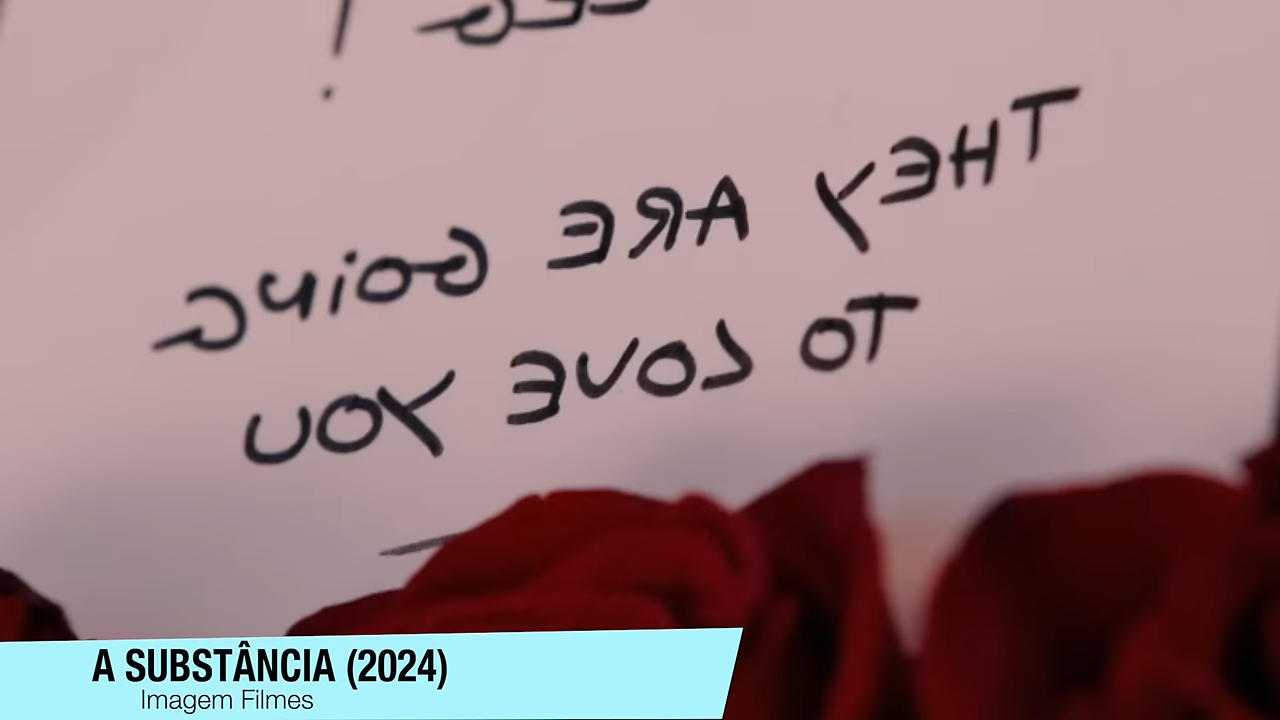 THEY ARE GOiNG
TO LOVE YOU
A SUBSTÂNCIA (2024)
Imagem Filmes